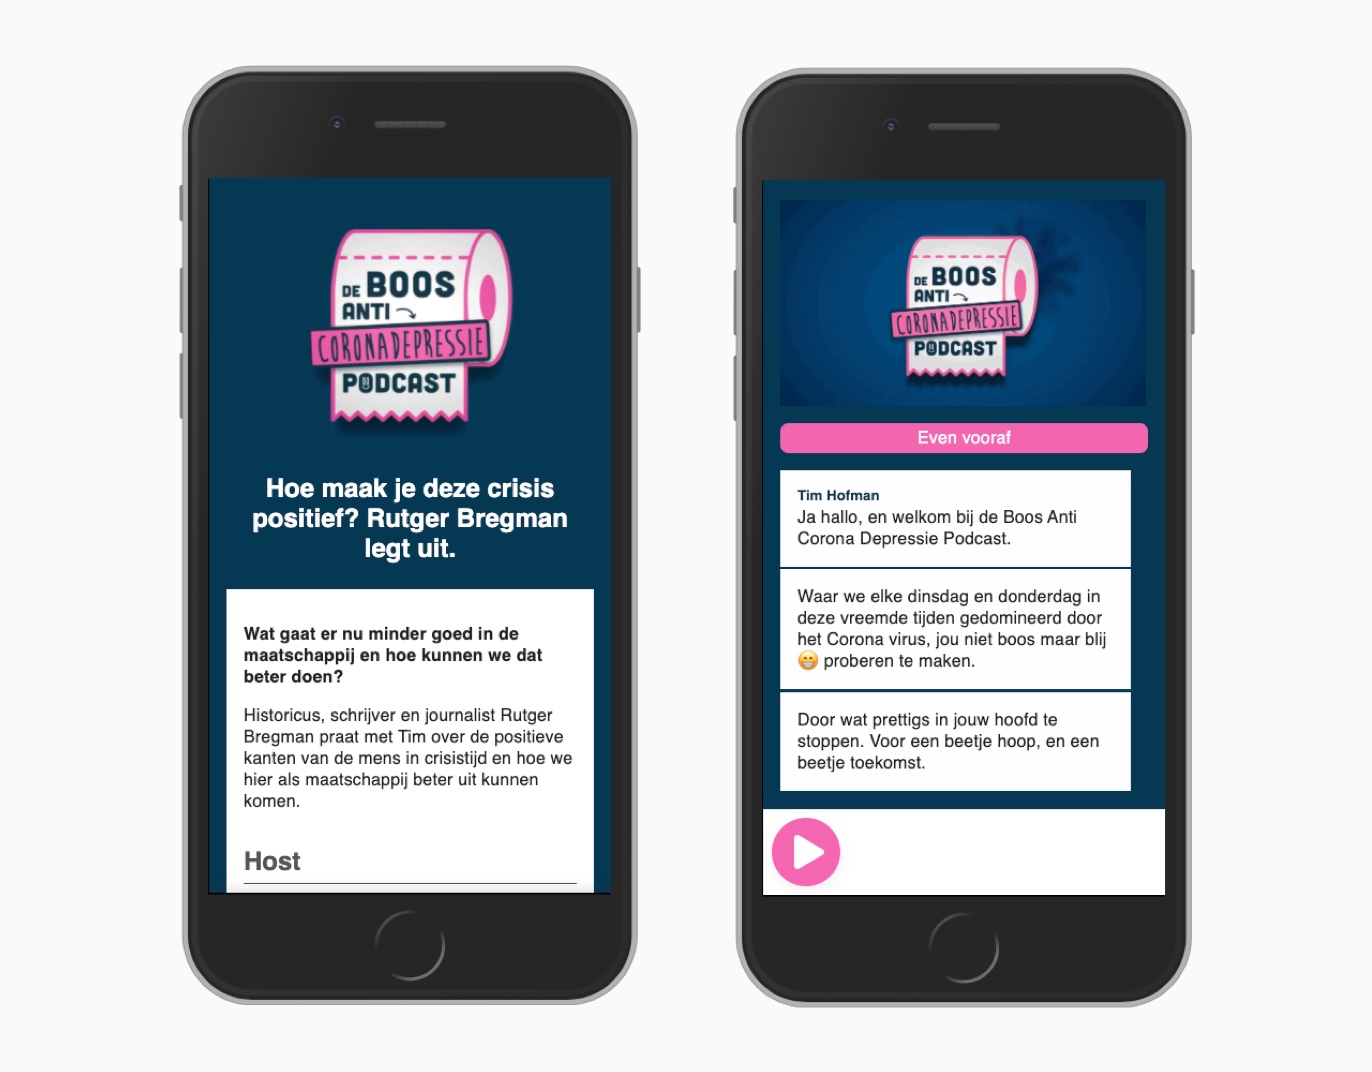 DE BOOS
ANTI
CORONADEPRESSIE
PODCAST
Hoe maak je deze crisis
positief? Rutger Bregman
legt uit.
Wat gaat er nu minder goed in de
maatschappij en hoe kunnen we dat
beter doen?
Historicus, schrijver en journalist Rutger
Bregman praat met Tim over de positieve
kanten van de mens in crisistijd en hoe we
hier als maatschappij beter uit kunnen
komen.
Host
DE BOOS
ANTI
CORONADEPRESSIE
PODCAST
Even vooraf
Tim Hofman
Ja hallo, en welkom bij de Boos Anti
Corona Depressie Podcast.
Waar we elke dinsdag en donderdag in
deze vreemde tijden gedomineerd door
het Corona virus, jou niet boos maar blij
😁 proberen te maken.
Door wat prettigs in jouw hoofd te
stoppen. Voor een beetje hoop, en een
beetje toekomst.